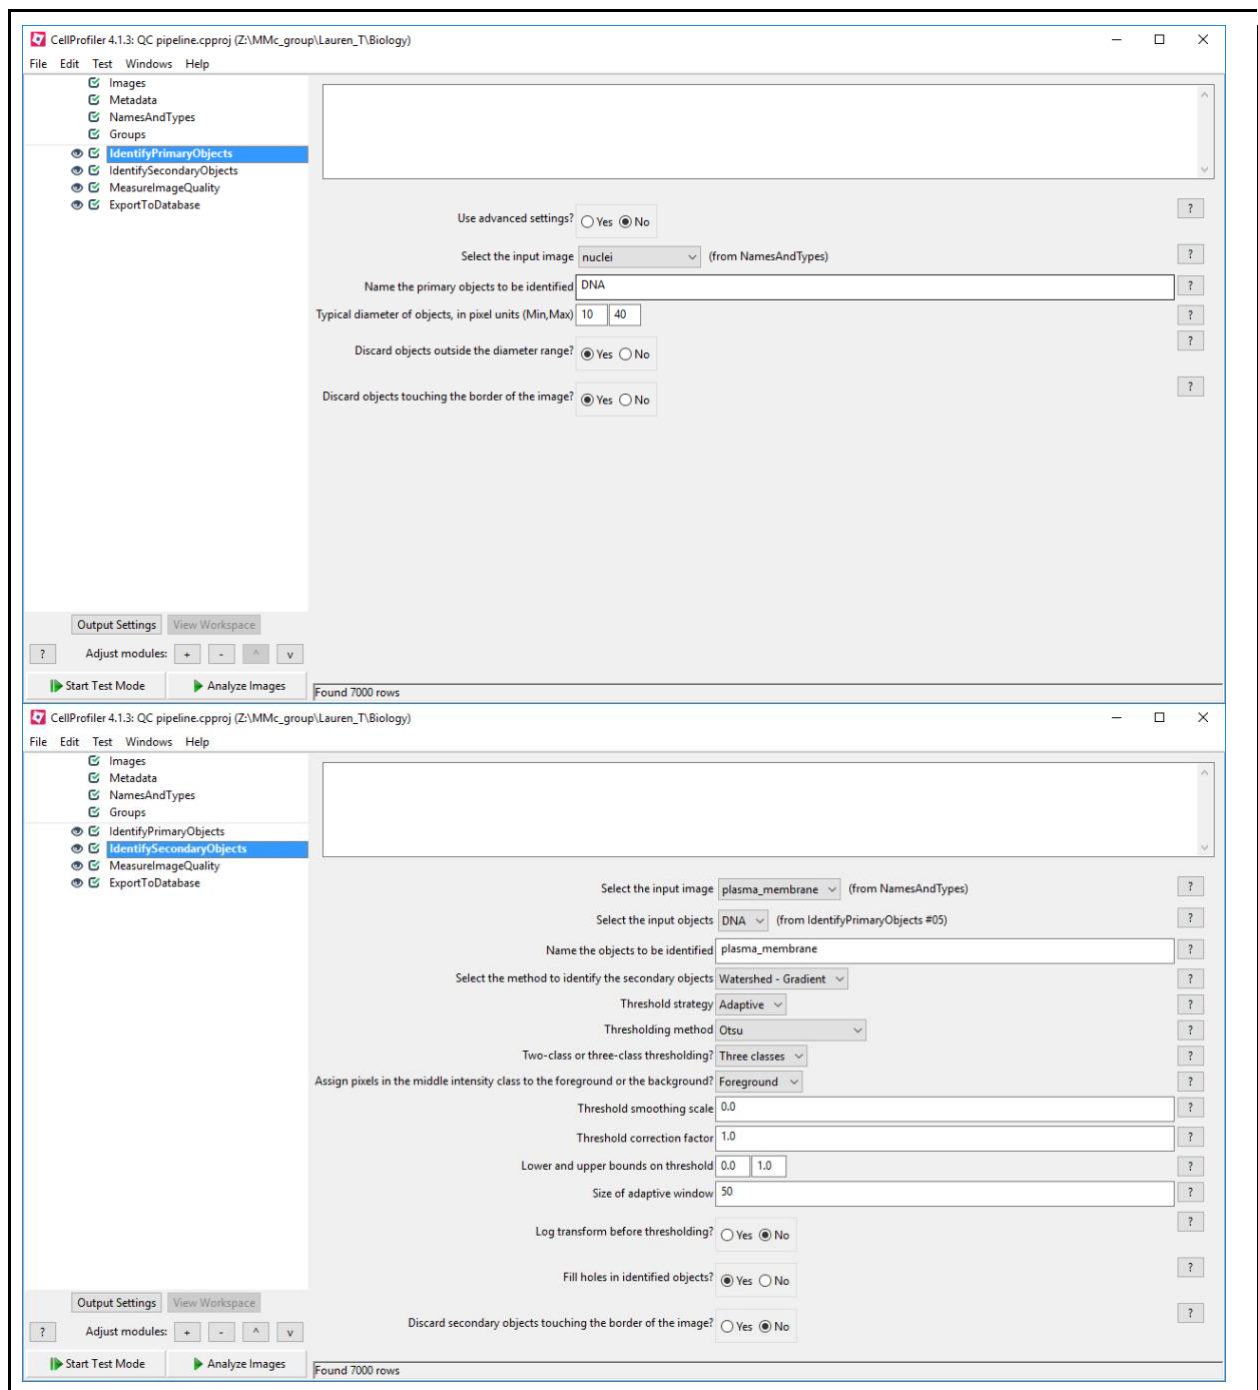 CellProfiler 4.1.3: QC pipeline.cpproj (Z:\MMc_group\Lauren_T\Biology)
File Edit Test Windows Help
Images
Metadata
NamesAndTypes
Groups
IdentifyPrimaryObjects
IdentifySecondaryObjects
MeasureImageQuality
ExportToDatabase
Use advanced settings? Yes No ?
Select the input image nuclei (from NamesAndTypes) ?
Name the primary objects to be identified DNA ?
Typical diameter of objects, in pixel units (Min,Max) 10 40 ?
Discard objects outside the diameter range? Yes No ?
Discard objects touching the border of the image? Yes No ?
Output Settings View Workspace
? Adjust modules: + - ^ v
Start Test Mode Analyze Images
Found 7000 rows
CellProfiler 4.1.3: QC pipeline.cpproj (Z:\MMc_group\Lauren_T\Biology)
File Edit Test Windows Help
Images
Metadata
NamesAndTypes
Groups
IdentifyPrimaryObjects
IdentifySecondaryObjects
MeasureImageQuality
ExportToDatabase
Select the input image plasma_membrane (from NamesAndTypes) ?
Select the input objects DNA (from IdentifyPrimaryObjects #05) ?
Name the objects to be identified plasma_membrane ?
Select the method to identify the secondary objects Watershed - Gradient ?
Threshold strategy Adaptive ?
Thresholding method Otsu ?
Two-class or three-class thresholding? Three classes ?
Assign pixels in the middle intensity class to the foreground or the background? Foreground ?
Threshold smoothing scale 0.0 ?
Threshold correction factor 1.0 ?
Lower and upper bounds on threshold 0.0 1.0 ?
Size of adaptive window 50 ?
Log transform before thresholding? Yes No ?
Fill holes in identified objects? Yes No ?
Discard secondary objects touching the border of the image? Yes No ?
Output Settings View Workspace
? Adjust modules: + - ^ v
Start Test Mode Analyze Images
Found 7000 rows